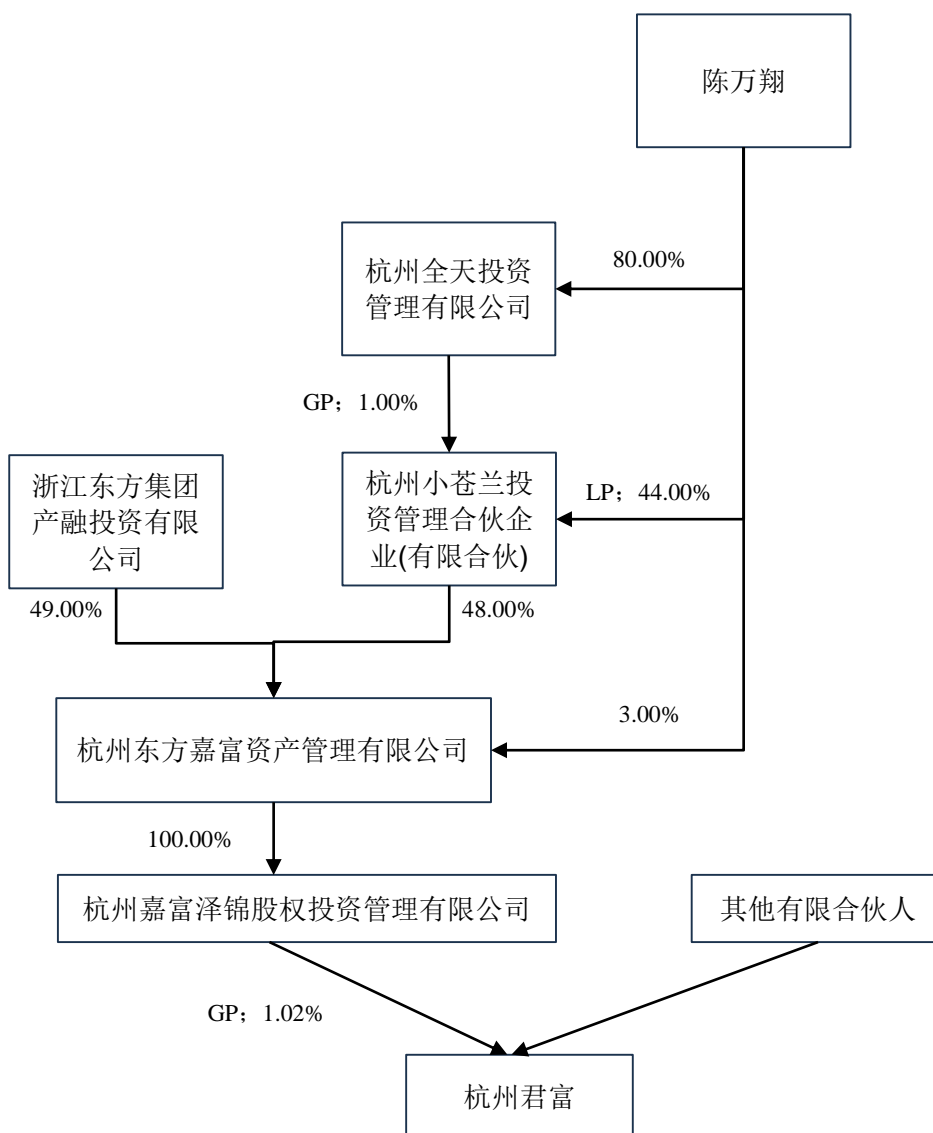 陈万翔
杭州全天投资
管理有限公司
80.00%
GP；1.00%
浙江东方集团
产融投资有限
公司
杭州小苍兰投
资管理合伙企
业(有限合伙)
LP；44.00%
49.00%
48.00%
3.00%
杭州东方嘉富资产管理有限公司
100.00%
杭州嘉富泽锦股权投资管理有限公司
其他有限合伙人
GP；1.02%
杭州君富